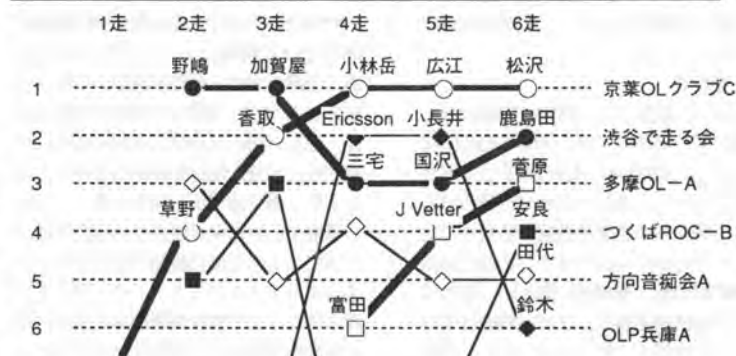 1走 2走 3走 4走 5走 6走
野嶋 加賀屋 小林岳 広江 松沢
1 京葉OLクラブC
香取 Ericsson 小長井 鹿島田
2 渋谷で走る会
三宅 国沢 菅原
3 多摩OLーA
草野 J Vetter 安良
4 つくばROCーB
田代
5 方向音痴会A
富田 鈴木
6 OLP兵庫A